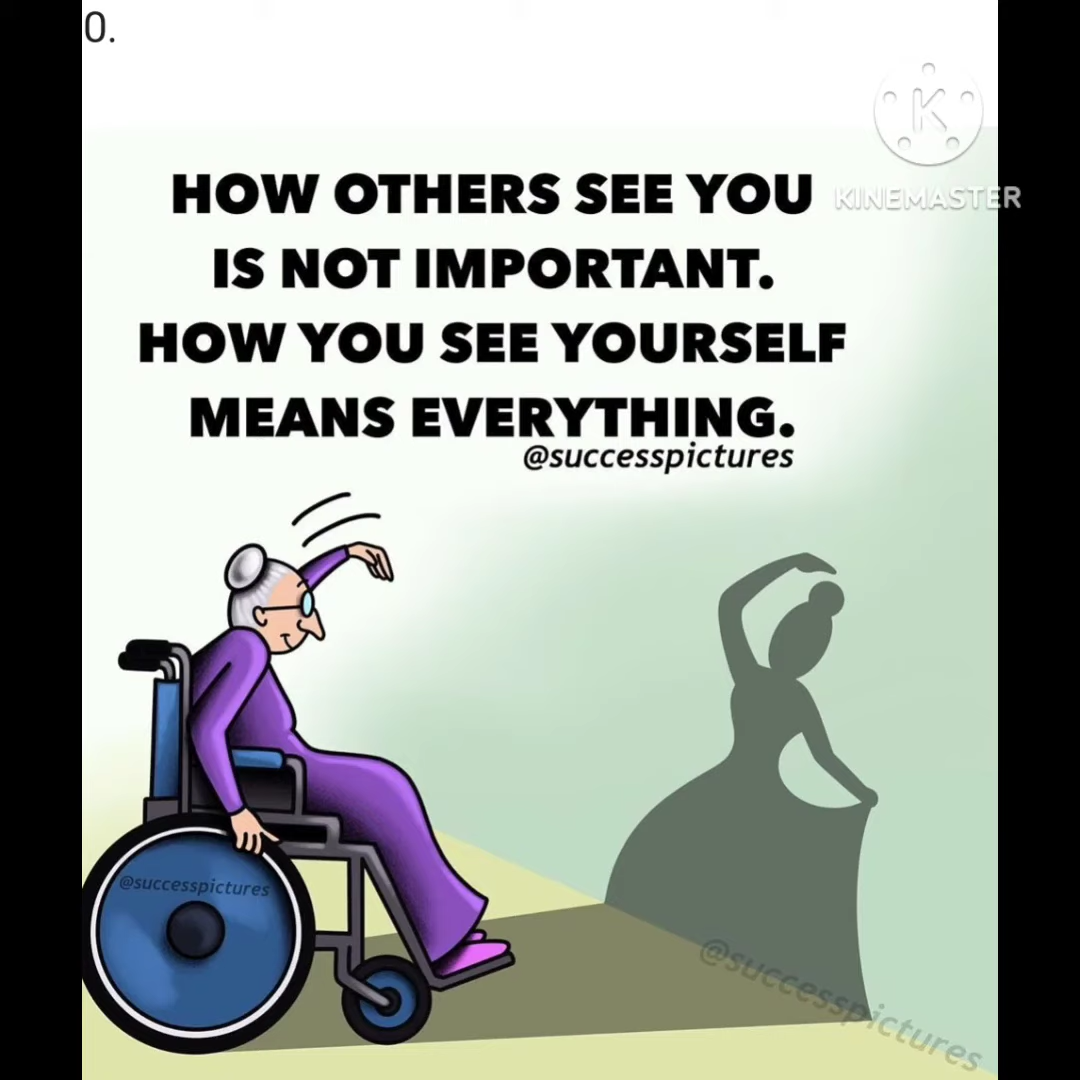 0.
K
KINEMASTER
HOW OTHERS SEE YOU
IS NOT IMPORTANT.
HOW YOU SEE YOURSELF
MEANS EVERYTHING.
@successpictures
@successpictures
@successpictures